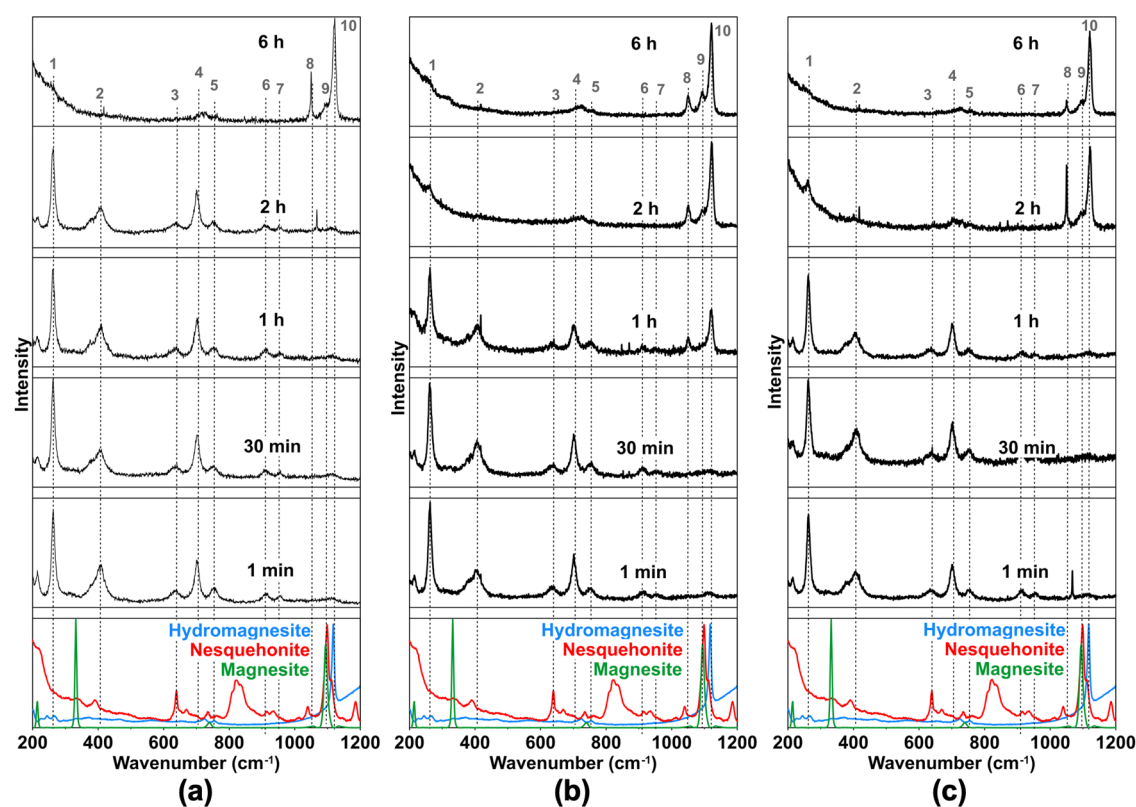 6 h
1
2
3
4
5
6
7
8
9
10
2 h
1 h
30 min
1 min
Hydromagnesite
Nesquehonite
Magnesite
Intensity
200 400 600 800 1000 1200
Wavenumber (cm-1)
(a)
6 h
1
2
3
4
5
6
7
8
9
10
2 h
1 h
30 min
1 min
Hydromagnesite
Nesquehonite
Magnesite
Intensity
200 400 600 800 1000 1200
Wavenumber (cm-1)
(b)
6 h
1
2
3
4
5
6
7
8
9
10
2 h
1 h
30 min
1 min
Hydromagnesite
Nesquehonite
Magnesite
Intensity
200 400 600 800 1000 1200
Wavenumber (cm-1)
(c)